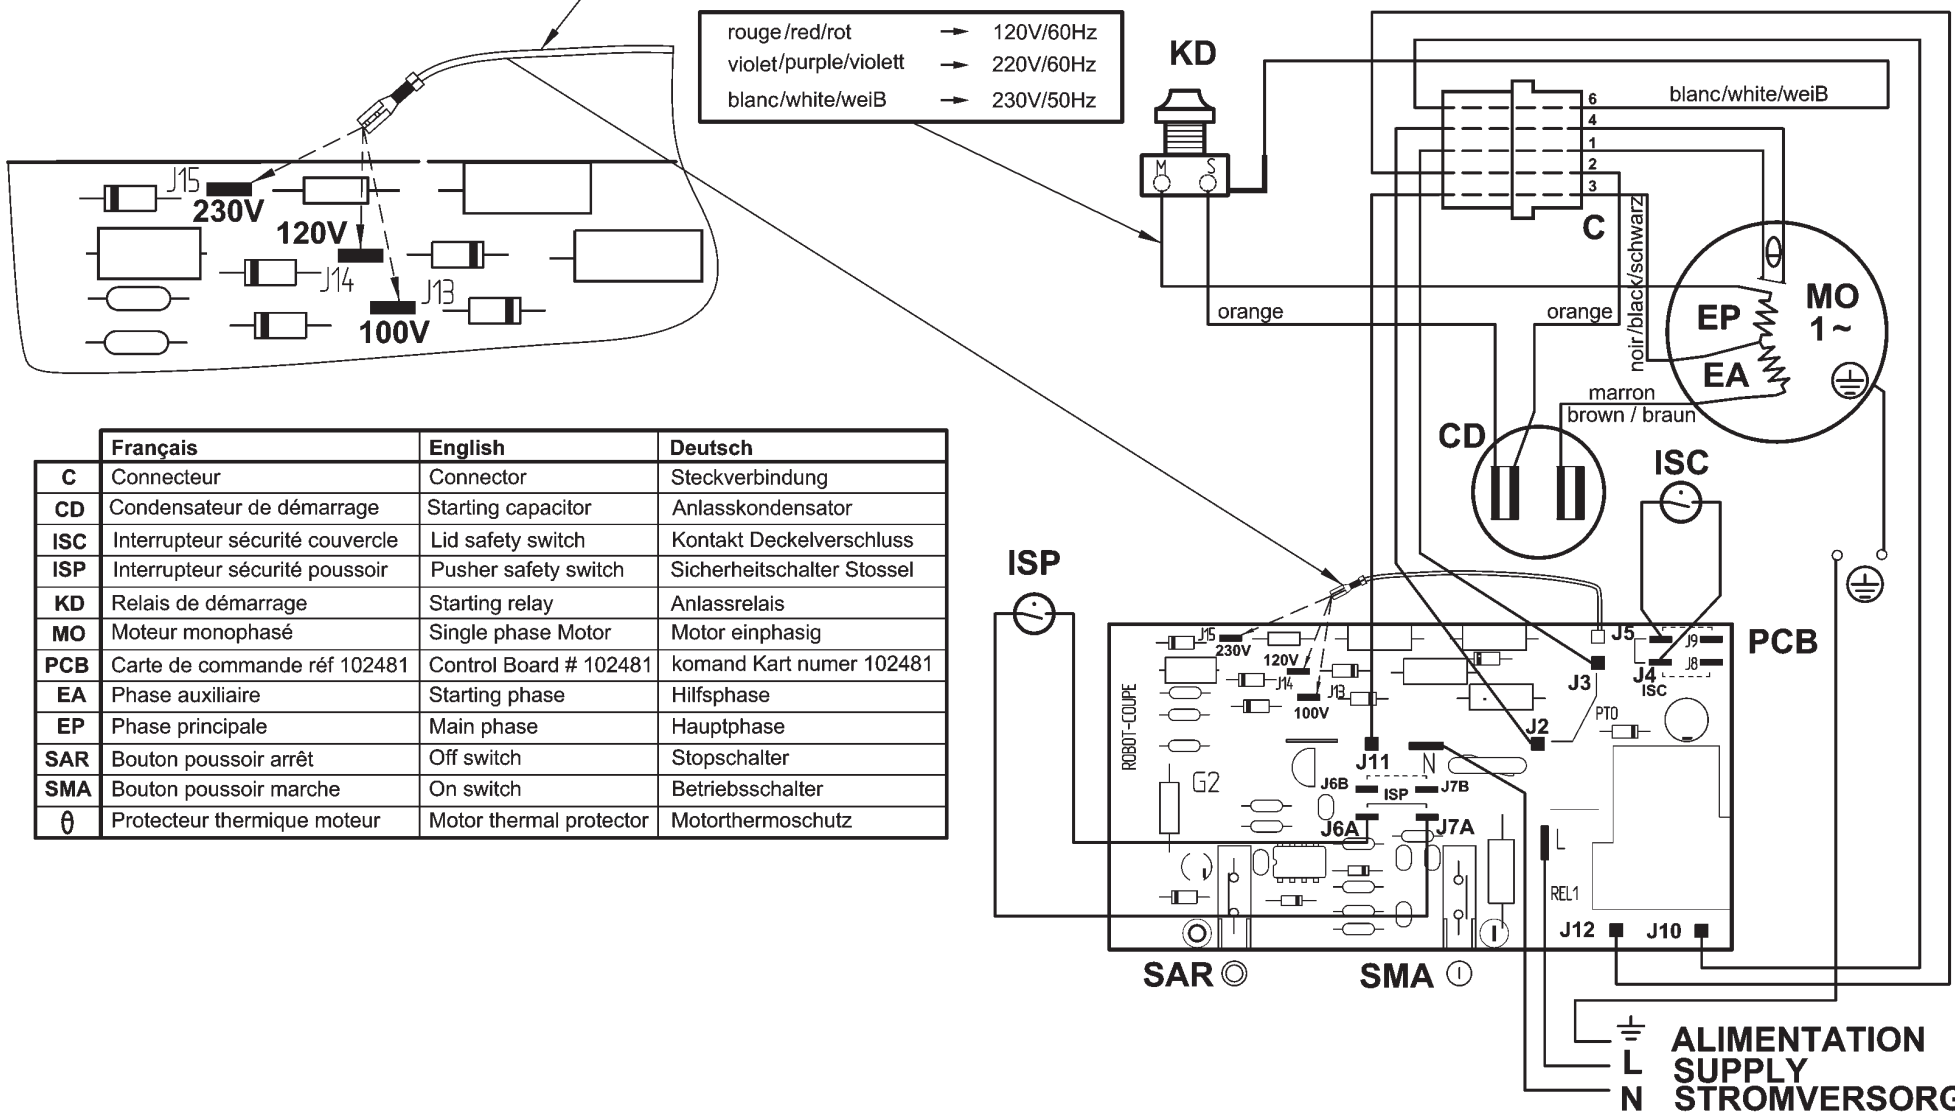 rouge/red/rot → 120V/60Hz
violet/purple/violett → 220V/60Hz
blanc/white/weiB → 230V/50Hz
J15
230V
120V
J14
J13
100V
Français English Deutsch
C Connecteur Connector Steckverbindung
CD Condensateur de démarrage Starting capacitor Anlasskondensator
ISC Interrupteur sécurité couvercle Lid safety switch Kontakt Deckelverschluss
ISP Interrupteur sécurité poussoir Pusher safety switch Sicherheitschalter Stossel
KD Relais de démarrage Starting relay Anlassrelais
MO Moteur monophasé Single phase Motor Motor einphasig
PCB Carte de commande réf 102481 Control Board # 102481 komand Kart numer 102481
EA Phase auxiliaire Starting phase Hilfsphase
EP Phase principale Main phase Hauptphase
SAR Bouton poussoir arrêt Off switch Stopschalter
SMA Bouton poussoir marche On switch Betriebsschalter
θ Protecteur thermique moteur Motor thermal protector Motorthermoschutz
KD
M S
6
4
1
2
3
blanc/white/weiB
C
noir/black/schwarz
θ
MO
1~
EP
EA
orange
orange
marron
brown / braun
CD
ISC
ISP
PCB
J15
230V
120V
J14
J13
100V
J5
J9
J4
J8
ISC
J3
J2
PTO
ROBOT-COUPE
G2
J11
N
J6B
ISP
J7B
J6A
J7A
L
REL1
J12
J10
SAR
SMA
ALIMENTATION
L SUPPLY
N STROMVERSORG